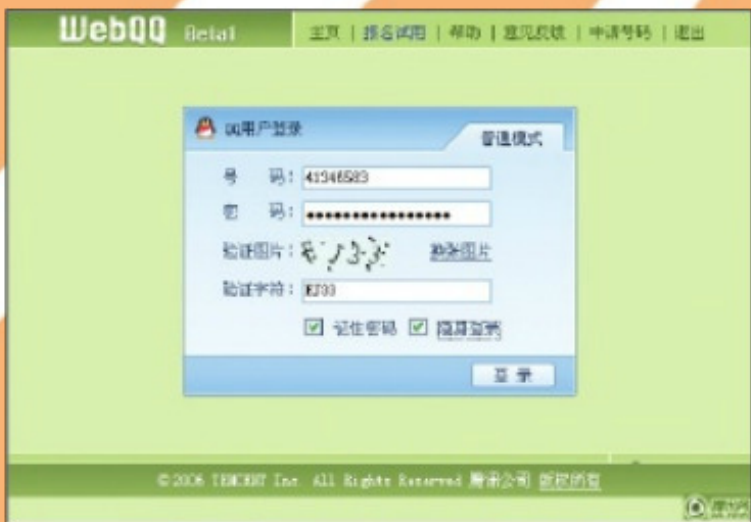 WebQQ Beta1
主页 | 报名试用 | 帮助 | 意见反馈 | 申请号码 | 退出
QQ用户登录
普通模式
号 码: 41346583
密 码: ●●●●●●●●●●●●●●●●
验证图片: 换张图片
验证字符: EJ33
记住密码 隐身登录
登 录
©2006 TENCENT Inc. All Rights Reserved 腾讯公司 版权所有